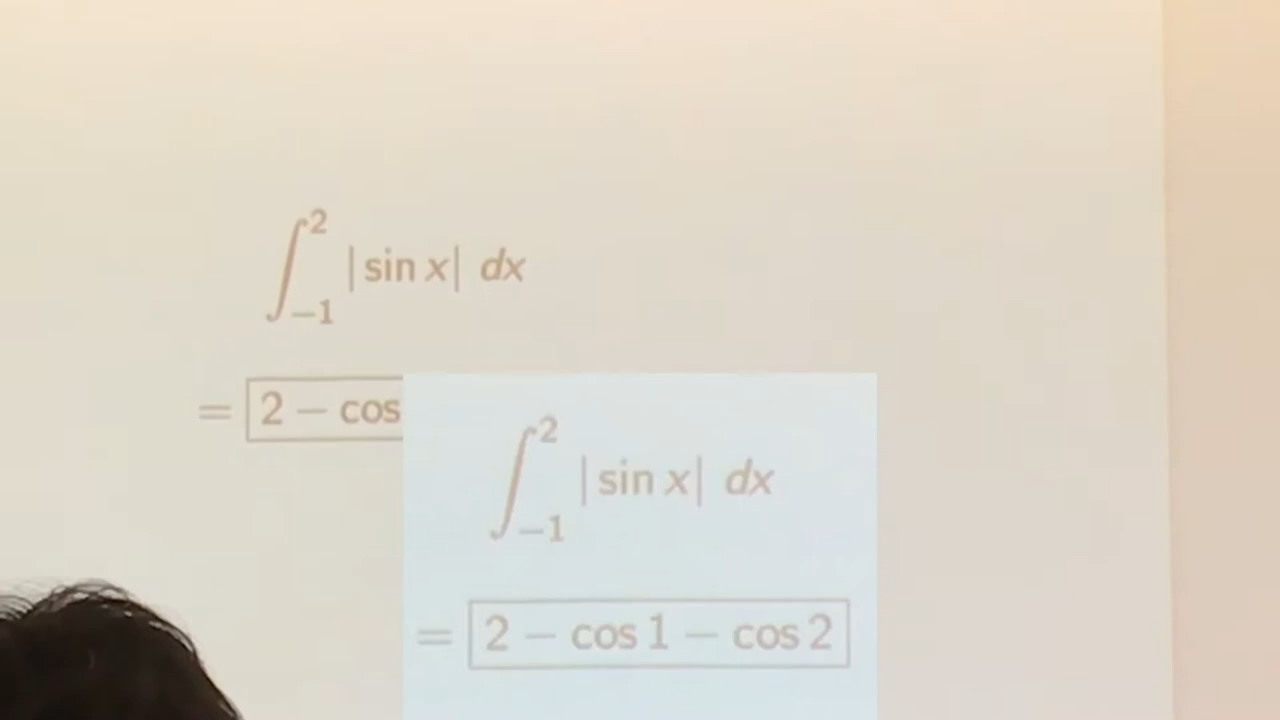 ∫_{-1}^{2} |sin x| dx
= 2 − cos
∫_{-1}^{2} |sin x| dx
= 2 − cos 1 − cos 2